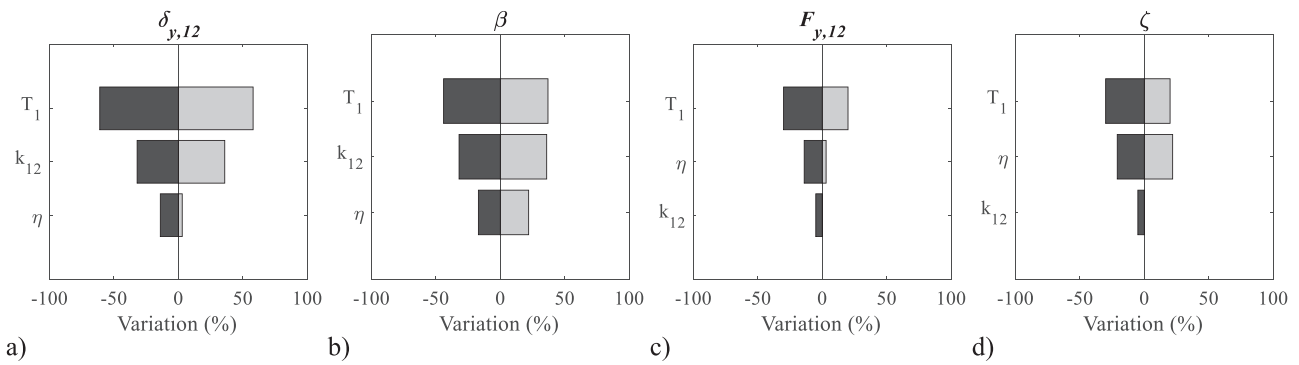 δy,12
T1
k12
η
-100 -50 0 50 100
Variation (%)
a)
β
T1
k12
η
-100 -50 0 50 100
Variation (%)
b)
Fy,12
T1
η
k12
-100 -50 0 50 100
Variation (%)
c)
ζ
T1
η
k12
-100 -50 0 50 100
Variation (%)
d)